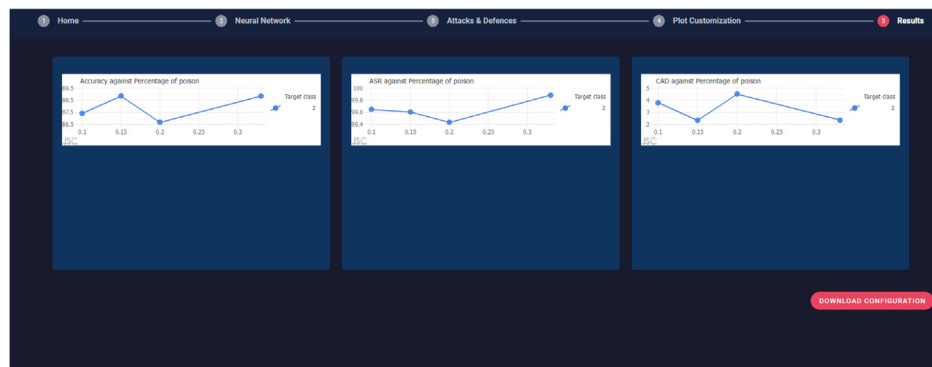 1 Home 2 Neural Network 3 Attacks & Defences 4 Plot Customization 5 Results
Accuracy against Percentage of poison
89.5
88.5
87.5
86.5
0.1 0.15 0.2 0.25 0.3
Target class
2
JSC
ASR against Percentage of poison
100
99.8
99.6
99.4
0.1 0.15 0.2 0.25 0.3
Target class
2
JSC
CAD against Percentage of poison
5
4
3
2
0.1 0.15 0.2 0.25 0.3
Target class
2
JSC
DOWNLOAD CONFIGURATION